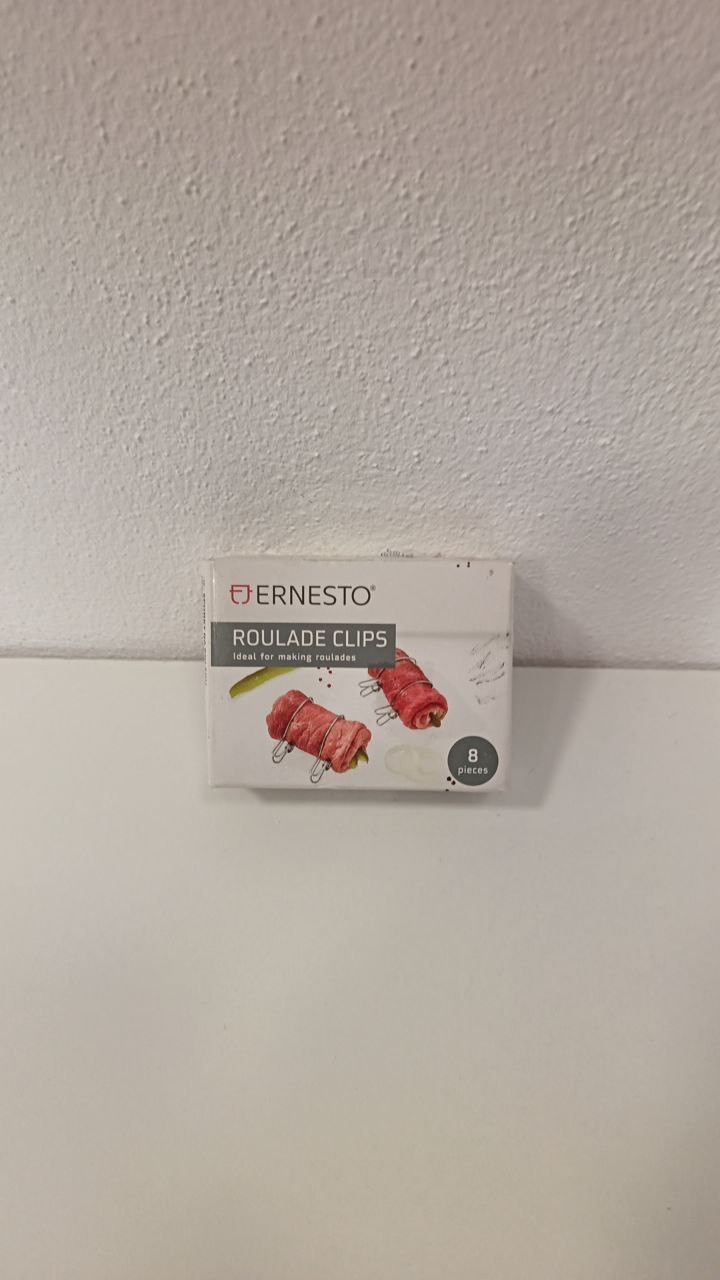 ERNESTO®
ROULADE CLIPS
Ideal for making roulades
8
pieces